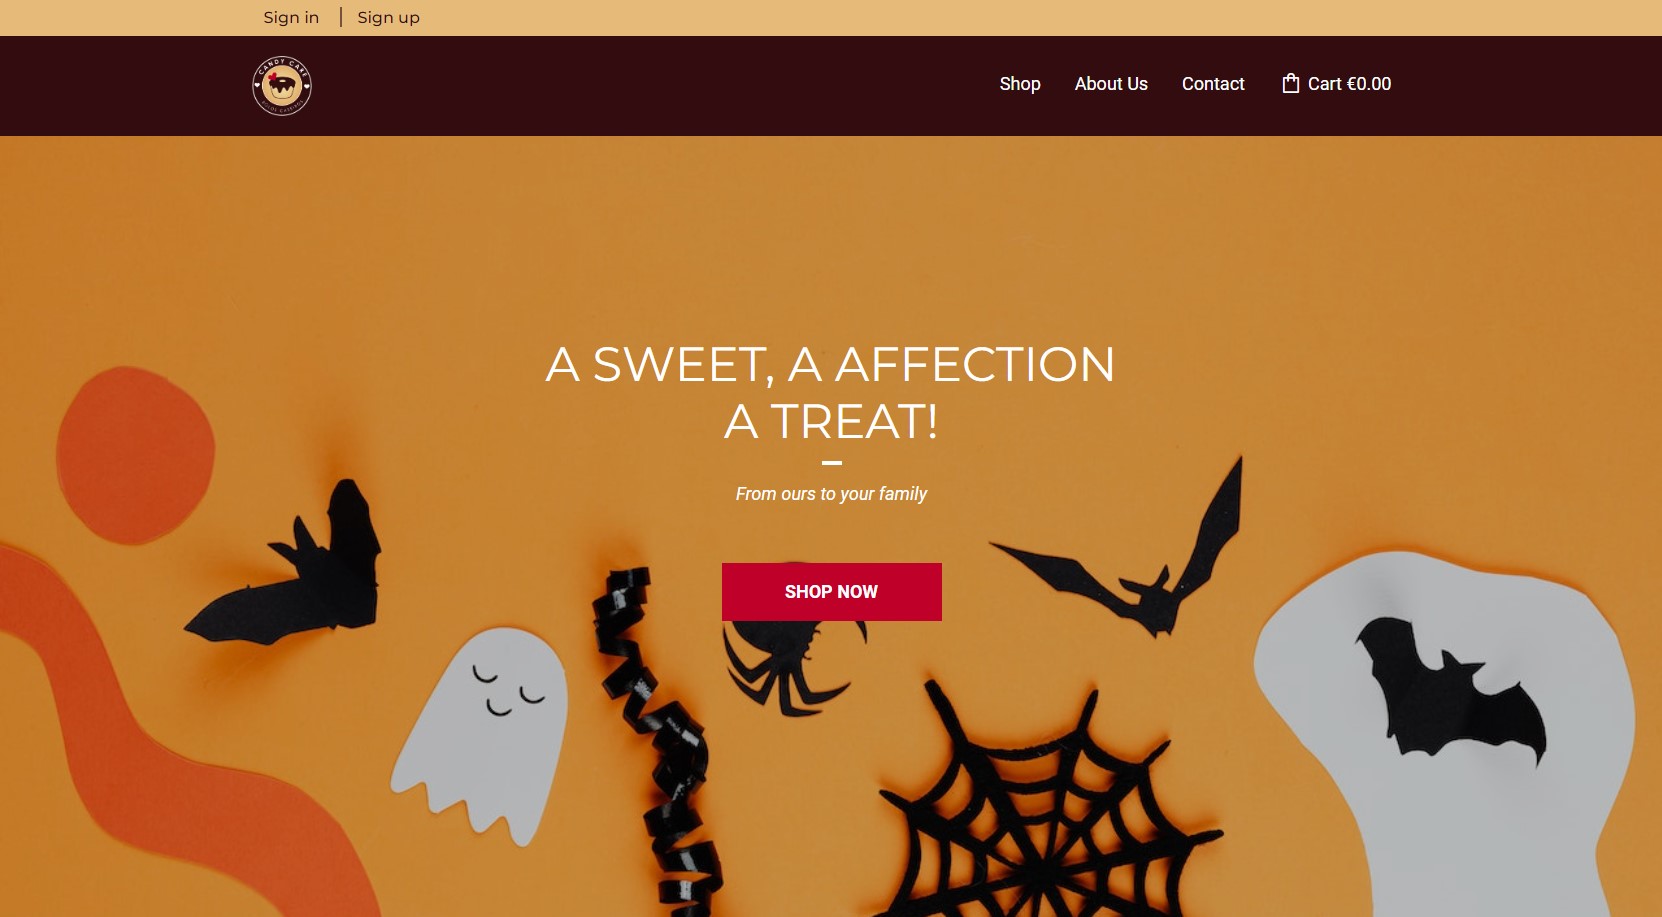 Sign in | Sign up
CANDY CAKE
Shop About Us Contact Cart €0.00
A SWEET, A AFFECTION
A TREAT!
From ours to your family
SHOP NOW